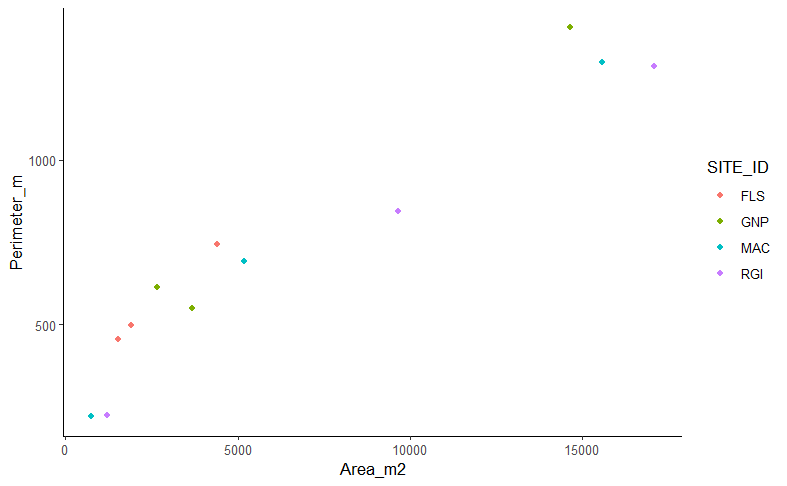 Perimeter_m
1000
500
0
5000
10000
15000
Area_m2
SITE_ID
FLS
GNP
MAC
RGI